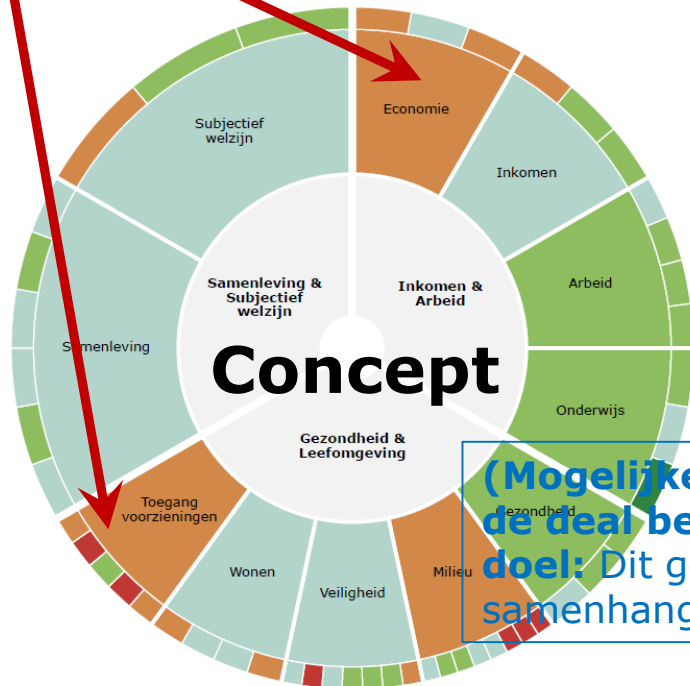 Subjectief
welzijn
Economie
Inkomen
Samenleving &
Subjectief
welzijn
Inkomen &
Arbeid
Arbeid
Samenleving
Concept
Onderwijs
Gezondheid &
Leefomgeving
Toegang
voorzieningen
Gezondheid
Wonen
Veiligheid
Milieu
(Mogelijke
de deal be
doel: Dit g
samenhang